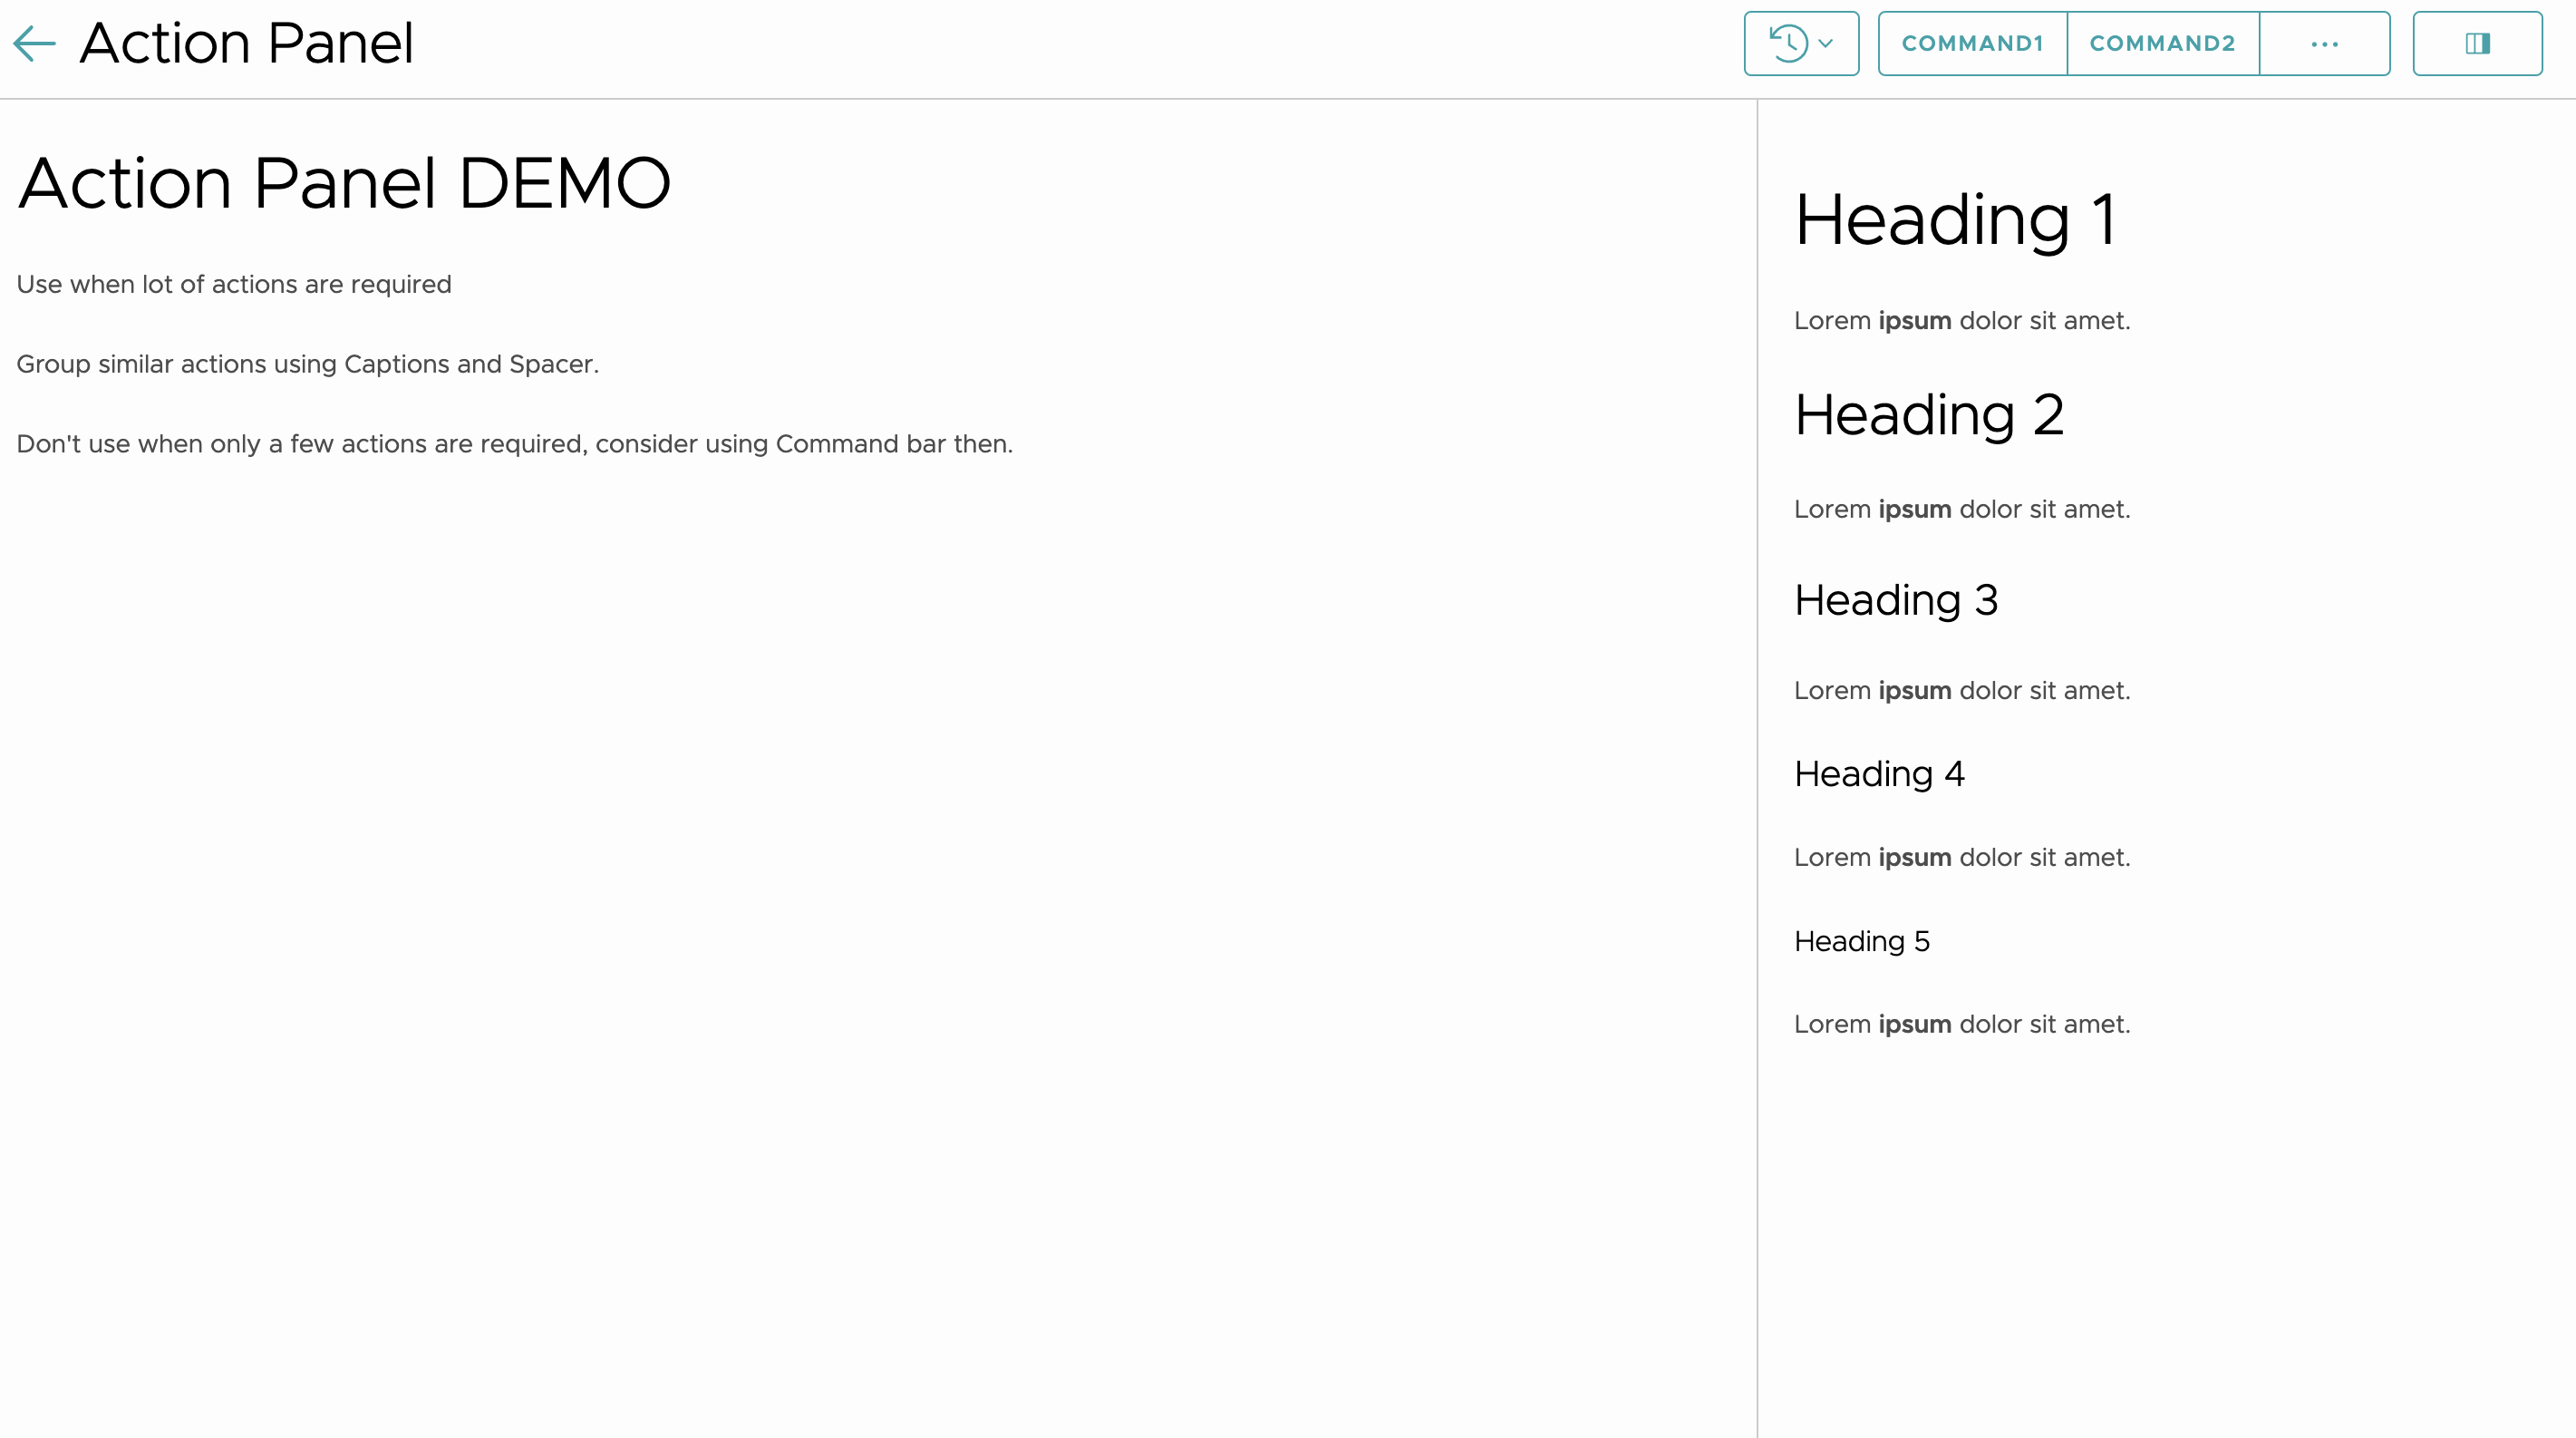 Action Panel
COMMAND1
COMMAND2
...
Action Panel DEMO
Use when lot of actions are required
Group similar actions using Captions and Spacer.
Don't use when only a few actions are required, consider using Command bar then.
Heading 1
Lorem ipsum dolor sit amet.
Heading 2
Lorem ipsum dolor sit amet.
Heading 3
Lorem ipsum dolor sit amet.
Heading 4
Lorem ipsum dolor sit amet.
Heading 5
Lorem ipsum dolor sit amet.